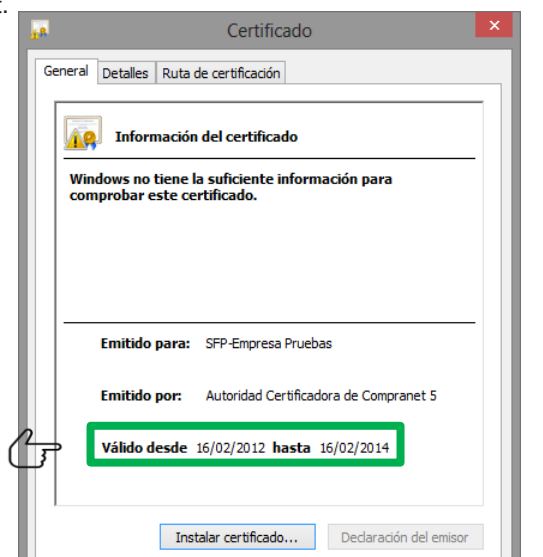 Certificado
General Detalles Ruta de certificación
Información del certificado
Windows no tiene la suficiente información para
comprobar este certificado.
Emitido para: SFP-Empresa Pruebas
Emitido por: Autoridad Certificadora de Compranet 5
Válido desde 16/02/2012 hasta 16/02/2014
Instalar certificado... Declaración del emisor